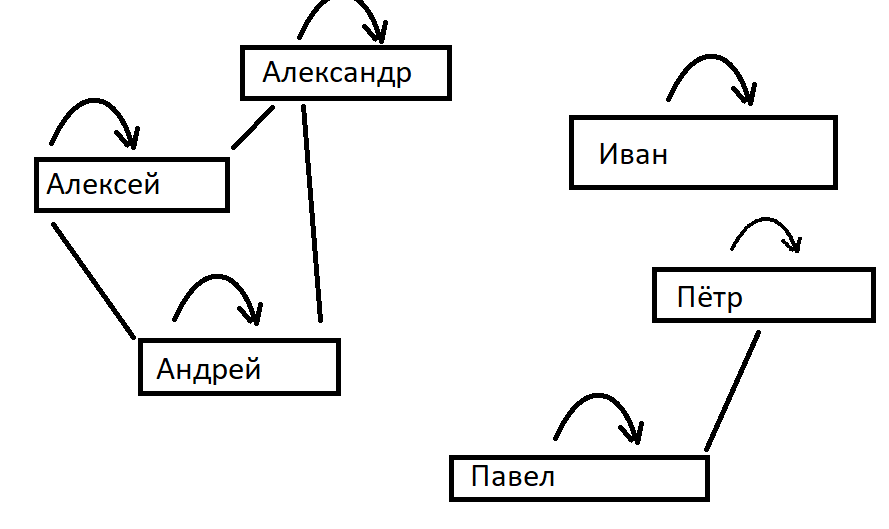 Александр
Алексей
Андрей
Иван
Пётр
Павел